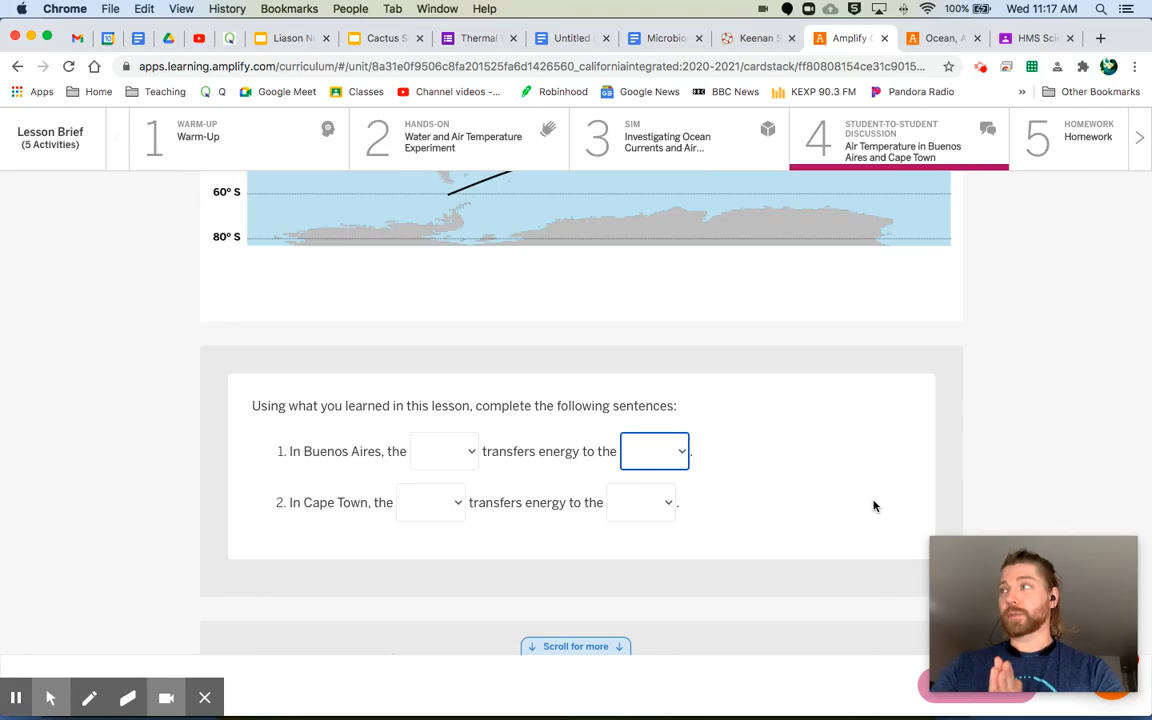 Chrome File Edit View History Bookmarks People Tab Window Help 100% Wed 11:17 AM
Liason N
Cactus S
Thermal
Untitled
Microbio
Keenan S
Amplify
Ocean, A
HMS Sci
apps.learning.amplify.com/curriculum/#/unit/8a31e0f9506c8fa201525fa6d1426560_californiaintegrated:2020-2021/cardstack/ff80808154ce31c9015...
Apps Home Teaching Q Google Meet Classes Channel videos -... Robinhood Google News BBC News KEXP 90.3 FM Pandora Radio » Other Bookmarks
Lesson Brief
(5 Activities)
1 WARM-UP
Warm-Up
2 HANDS-ON
Water and Air Temperature
Experiment
3 SIM
Investigating Ocean
Currents and Air...
4 STUDENT-TO-STUDENT
DISCUSSION
Air Temperature in Buenos
Aires and Cape Town
5 HOMEWORK
Homework
60° S
80° S
Using what you learned in this lesson, complete the following sentences:
1. In Buenos Aires, the transfers energy to the .
2. In Cape Town, the transfers energy to the .
Scroll for more